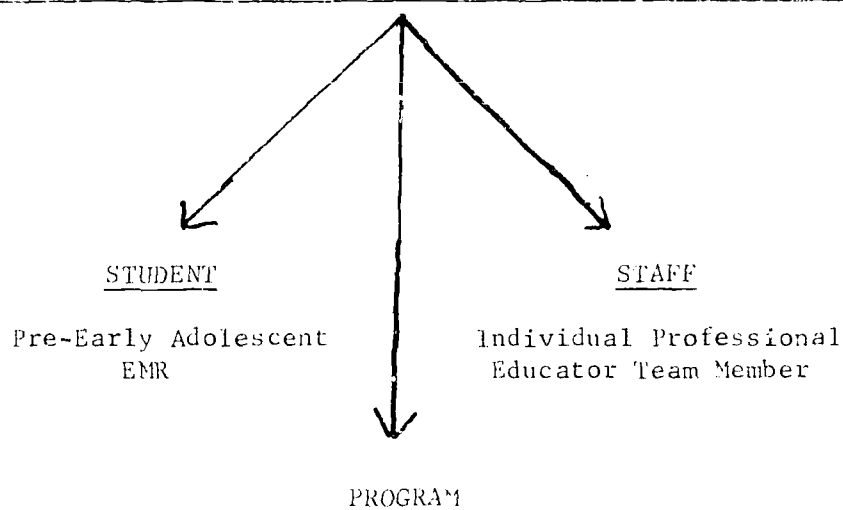 STUDENT
Pre-Early Adolescent
EMR
STAFF
Individual Professional
Educator Team Member
PROGRAM